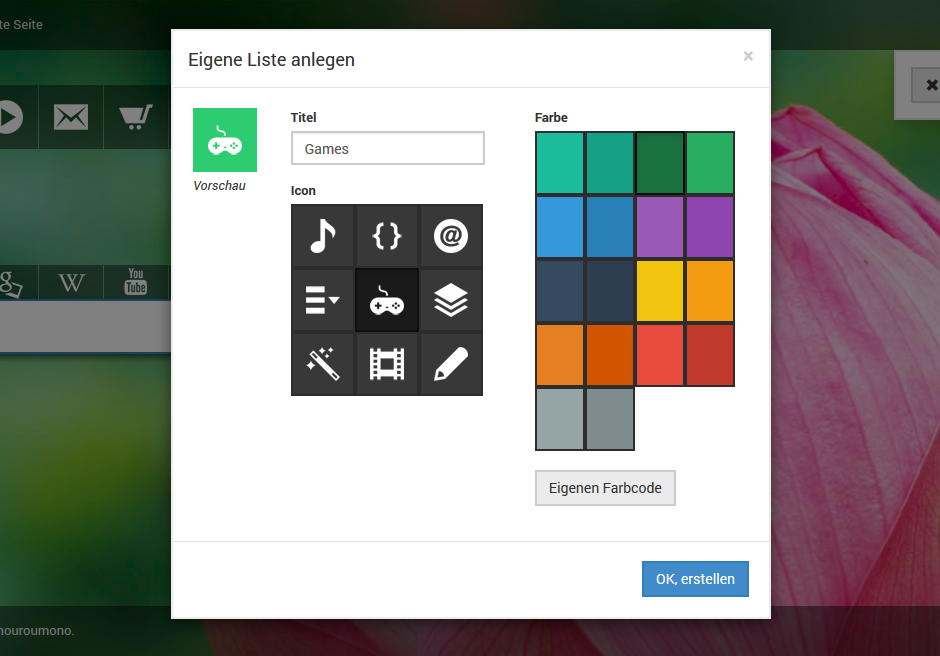 te Seite
Eigene Liste anlegen
×
Titel
Farbe
Games
Vorschau
Icon
{}
@
g
W
You
Tube
Eigenen Farbcode
OK, erstellen
nouroumono.